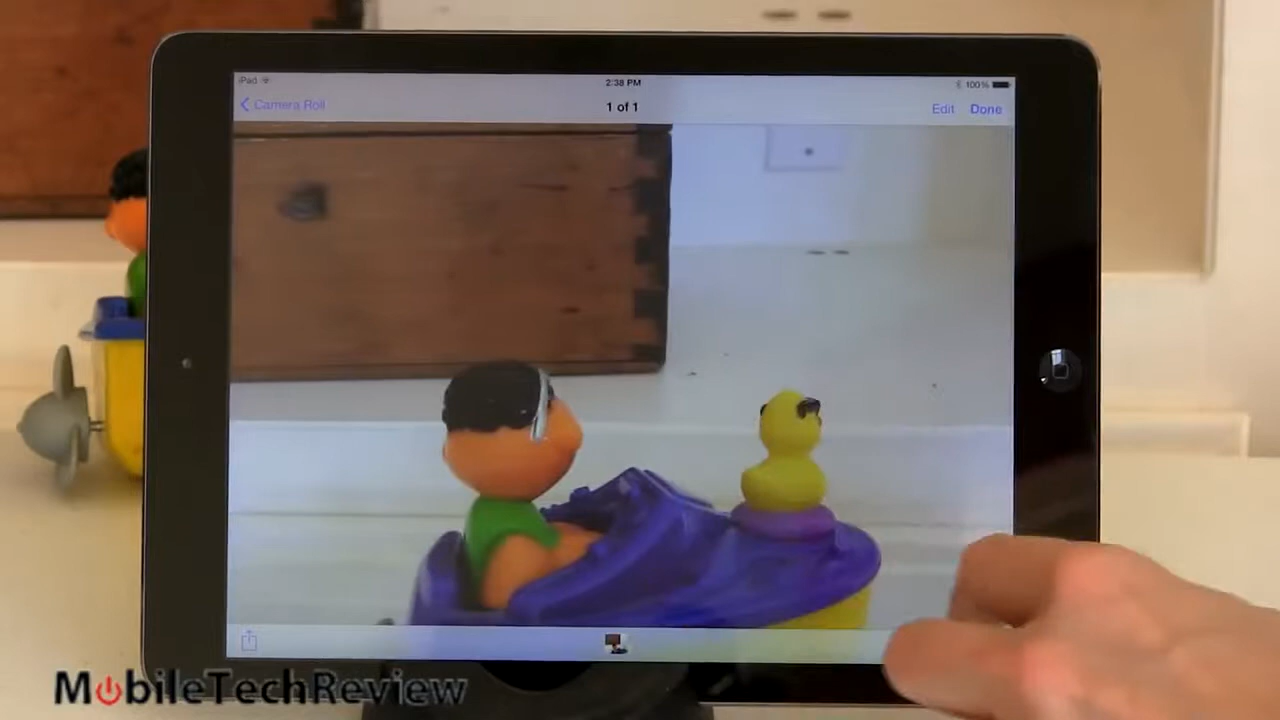 iPad
2:38 PM
100%
Camera Roll
1 of 1
Edit
Done
MobileTechReview